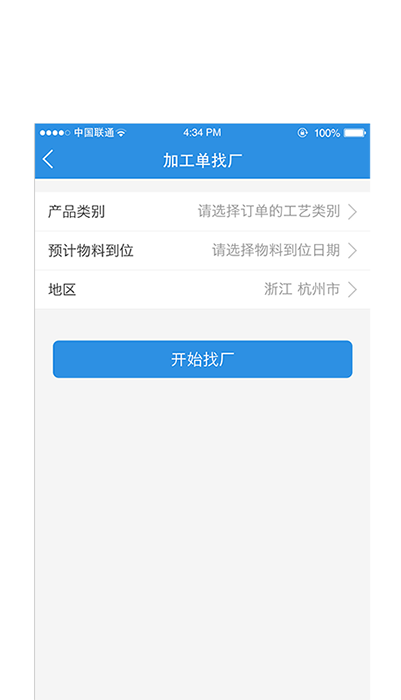 中国联通 4:34 PM 100%
加工单找厂
产品类别 请选择订单的工艺类别
预计物料到位 请选择物料到位日期
地区 浙江 杭州市
开始找厂